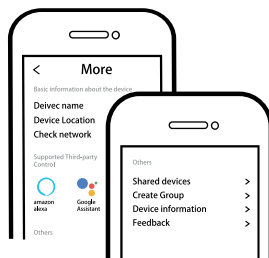 More
Basic information about the device
Deivec name
Device Location
Check network
Supported Third-party
Control
amazon
alexa
Google
Assistant
Others
Others
Shared devices
Create Group
Device information
Feedback